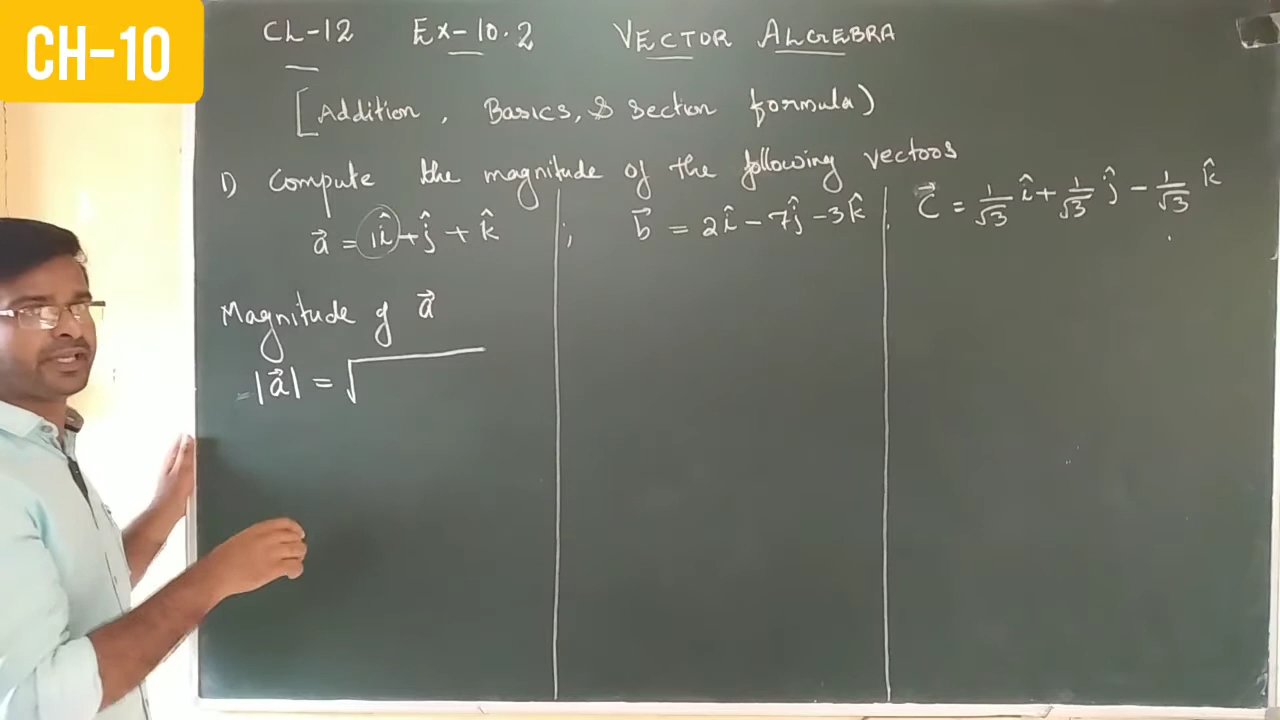 CH-10
CL-12 Ex-10.2 VECTOR ALGEBRA
[Addition, Basics, & section formula)
1) Compute the magnitude of the following vectors
a⃗ = 1î+ĵ + k̂ ; b⃗ = 2î - 7ĵ - 3k̂ . c⃗ = 1/√3 î + 1/√3 ĵ - 1/√3 k̂
Magnitude of a⃗
= |a⃗| = √